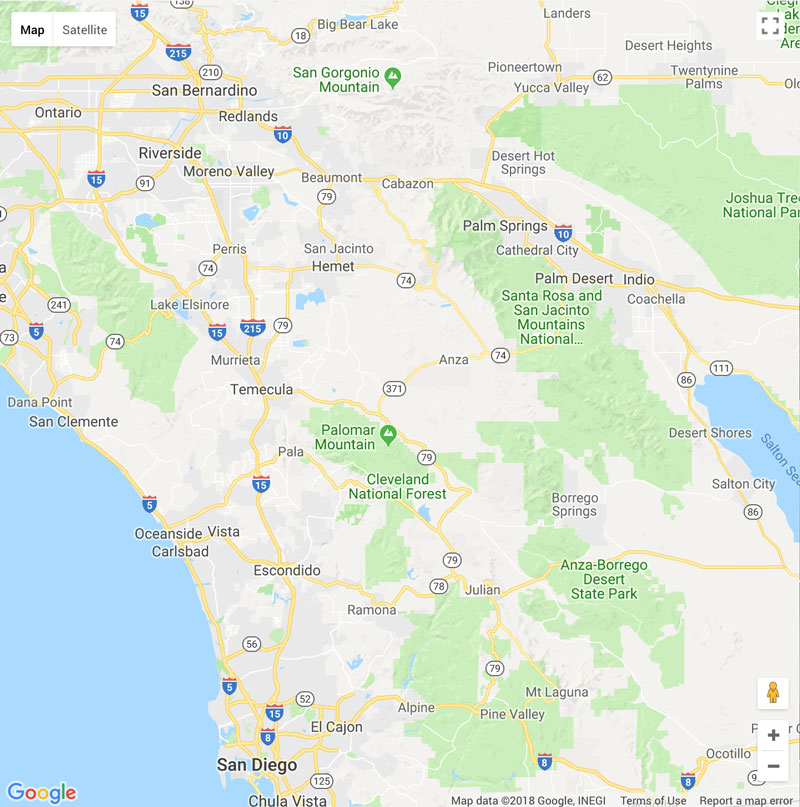 15
138
Big Bear Lake
Landers
Map
Satellite
18
215
Desert Heights
210
San Gorgonio
Mountain
Pioneertown
62
Twentynine
Palms
San Bernardino
Yucca Valley
Ontario
Redlands
10
Riverside
Desert Hot
Springs
Moreno Valley
Beaumont
Cabazon
15
91
79
Joshua Tree
National Par
Palm Springs
10
Perris
San Jacinto
Cathedral City
Hemet
74
74
Palm Desert
Indio
Lake Elsinore
241
Santa Rosa and
San Jacinto
Mountains
National...
Coachella
5
73
74
15
215
79
Murrieta
Anza
74
111
Temecula
371
86
Dana Point
San Clemente
Palomar
Mountain
Desert Shores
Pala
79
Salton Sea
15
Cleveland
National Forest
Salton City
5
Borrego
Springs
86
Oceanside
Vista
Carlsbad
79
Escondido
Anza-Borrego
Desert
State Park
78
Julian
Ramona
56
79
5
52
Mt Laguna
15
Alpine
Pine Valley
8
El Cajon
Ocotillo
San Diego
8
8
125
Chula Vista
Google
Map data ©2018 Google, INEGI
Terms of Use
Report a map error